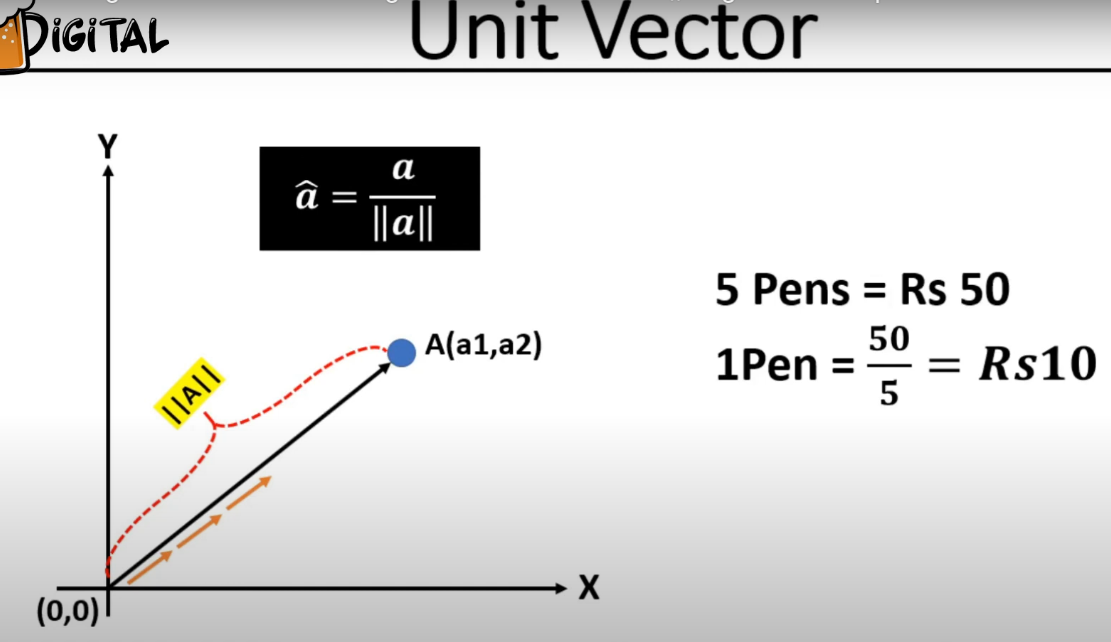 DiGiTAL
Unit Vector
Y
â = a / ||a||
5 Pens = Rs 50
1Pen = 50/5 = Rs10
A(a1,a2)
||A||
X
(0,0)